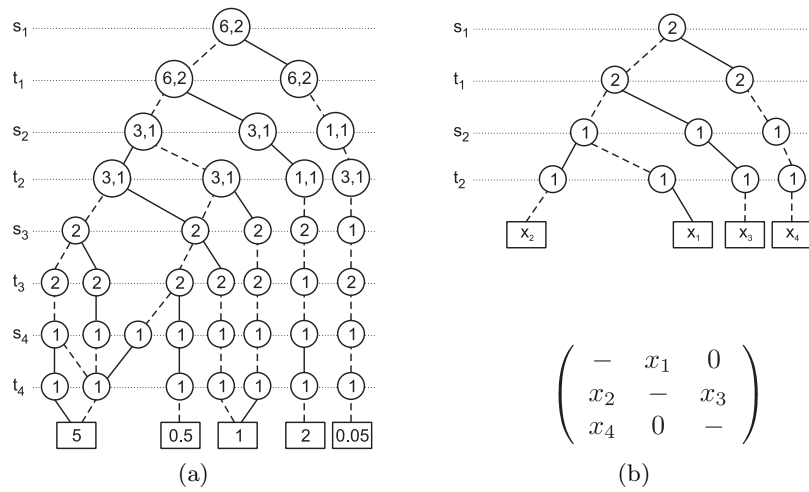 s1 6,2
t1 6,2 6,2
s2 3,1 3,1 1,1
t2 3,1 3,1 1,1 3,1
s3 2 2 2 2 1
t3 2 2 2 2 2 1 2
s4 1 1 1 1 1 1 1 1
t4 1 1 1 1 1 1 1
5 0.5 1 2 0.05
(a)
s1 2
t1 2 2
s2 1 1 1
t2 1 1 1 1
x2 x1 x3 x4
− x1 0
x2 − x3
x4 0 −
(b)